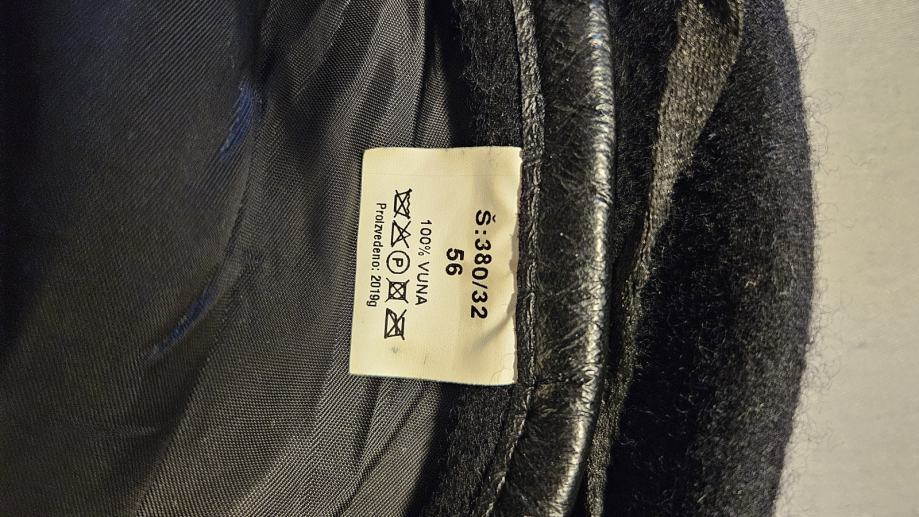 Š:380/32
56
100% VUNA
P
Proizvedeno: 2019g